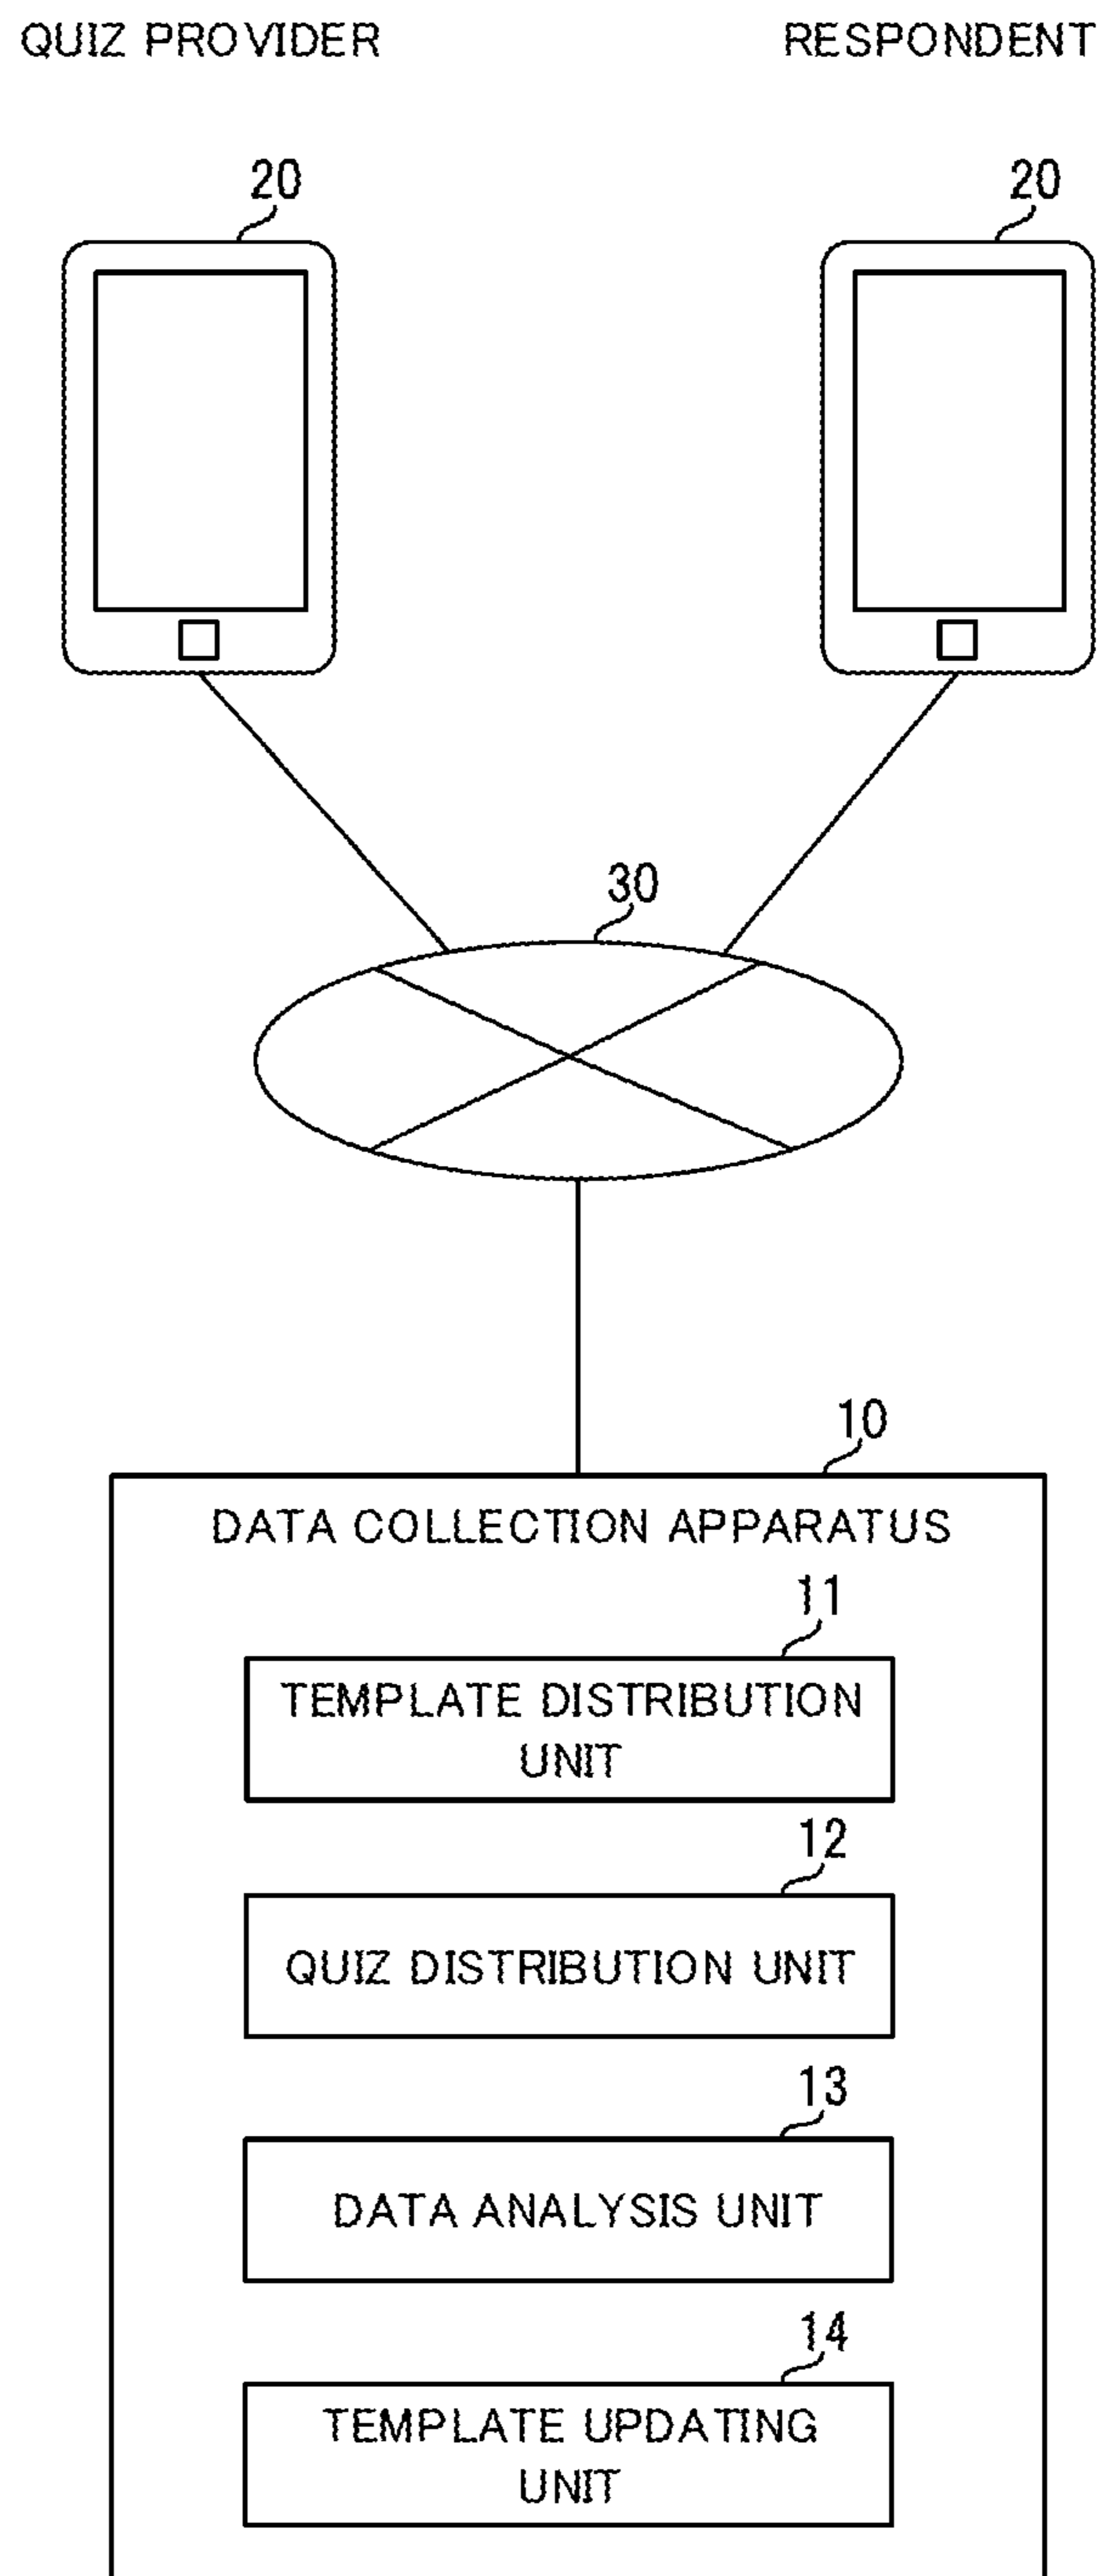 QUIZ PROVIDER
RESPONDENT
20
20
30
10
DATA COLLECTION APPARATUS
11
TEMPLATE DISTRIBUTION
UNIT
12
QUIZ DISTRIBUTION UNIT
13
DATA ANALYSIS UNIT
14
TEMPLATE UPDATING
UNIT